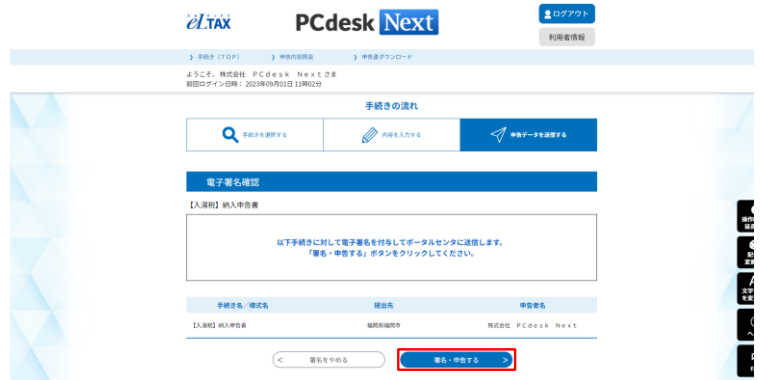 eLTAX
PCdesk Next
ログアウト
利用者情報
手続き(TOP) 申告内容照会 申告書ダウンロード
ようこそ、株式会社 PCdesk Nextさま
前回ログイン日時:2023年09月01日 11時02分
手続きの流れ
手続きを選択する
内容を入力する
申告データを送信する
電子署名確認
【入湯税】納入申告書
以下手続きに対して電子署名を付与してポータルセンタに送信します。
「署名・申告する」ボタンをクリックしてください。
手続き名/様式名 提出先 申告者名
【入湯税】納入申告書 福岡県福岡市 株式会社 PCdesk Next
< 署名をやめる
署名・申告する >